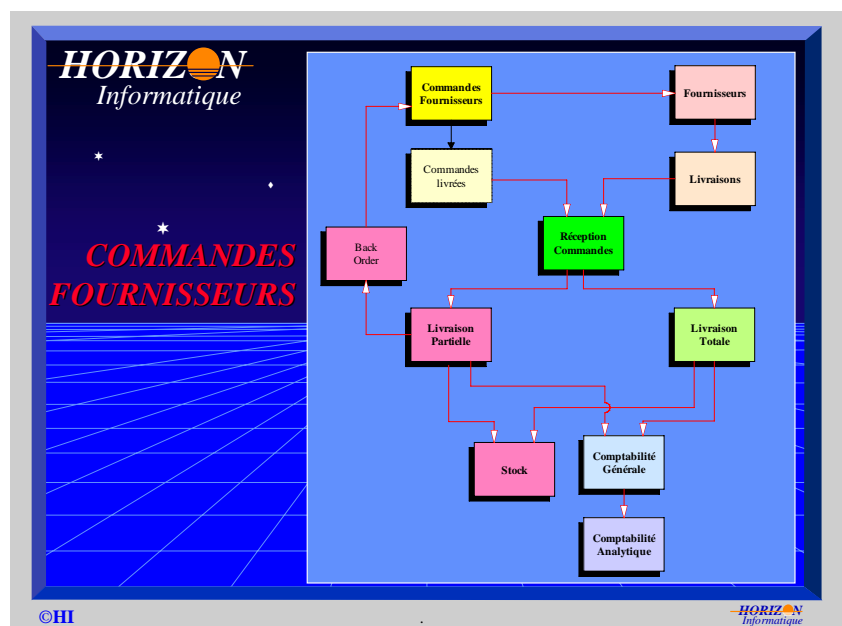 HORIZON
Informatique
COMMANDES
FOURNISSEURS
Commandes
Fournisseurs
Fournisseurs
Commandes
livrées
Livraisons
Back
Order
Réception
Commandes
Livraison
Partielle
Livraison
Totale
Stock
Comptabilité
Générale
Comptabilité
Analytique
©HI
.
HORIZON
Informatique